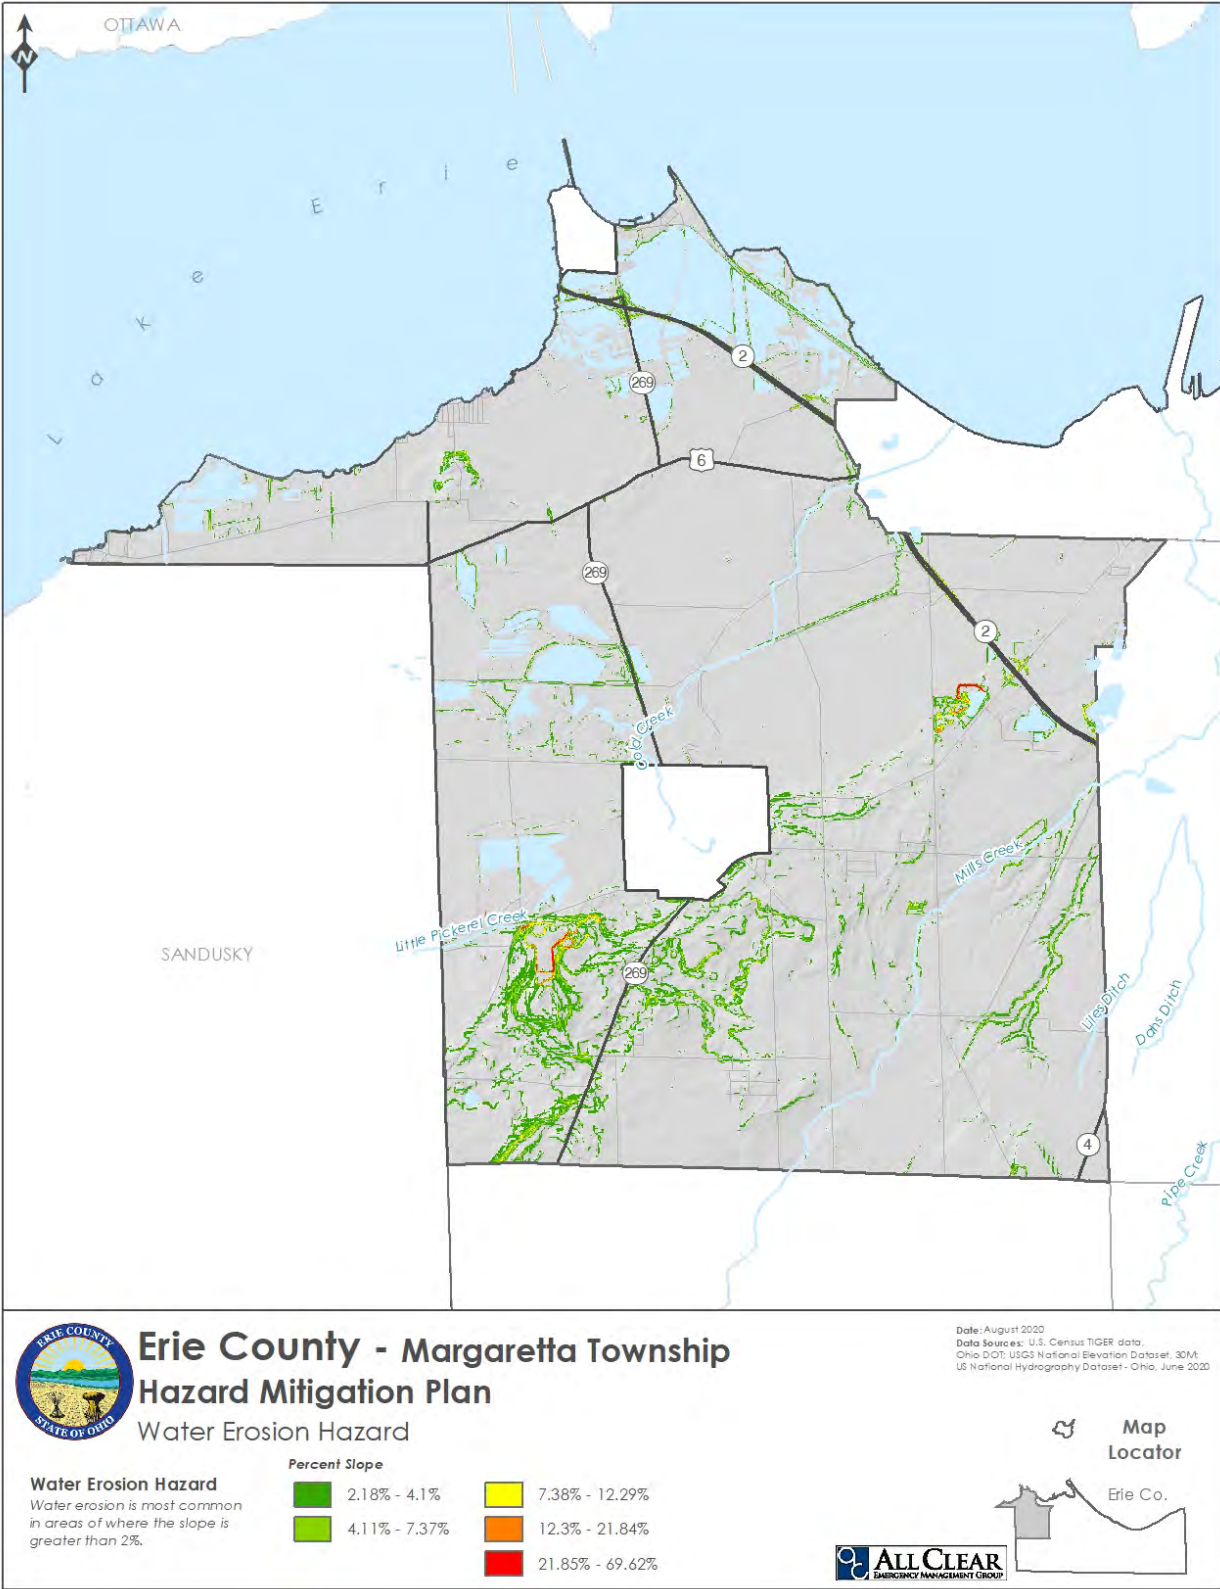 N
OTTAWA
L a k e E r i e
2
269
6
269
2
Cold Creek
Mills Creek
Little Pickerel Creek
SANDUSKY
269
Liles Ditch
Dahs Ditch
4
Pipe Creek
ERIE COUNTY
STATE OF OHIO
Erie County - Margaretta Township
Hazard Mitigation Plan
Water Erosion Hazard
Date: August 2020
Data Sources: U.S. Census TIGER data,
Ohio DOT; USGS National Elevation Dataset, 30M;
US National Hydrography Dataset - Ohio, June 2020
Map
Locator
Erie Co.
Water Erosion Hazard
Water erosion is most common
in areas of where the slope is
greater than 2%.
Percent Slope
2.18% - 4.1%
4.11% - 7.37%
7.38% - 12.29%
12.3% - 21.84%
21.85% - 69.62%
ALL CLEAR
EMERGENCY MANAGEMENT GROUP